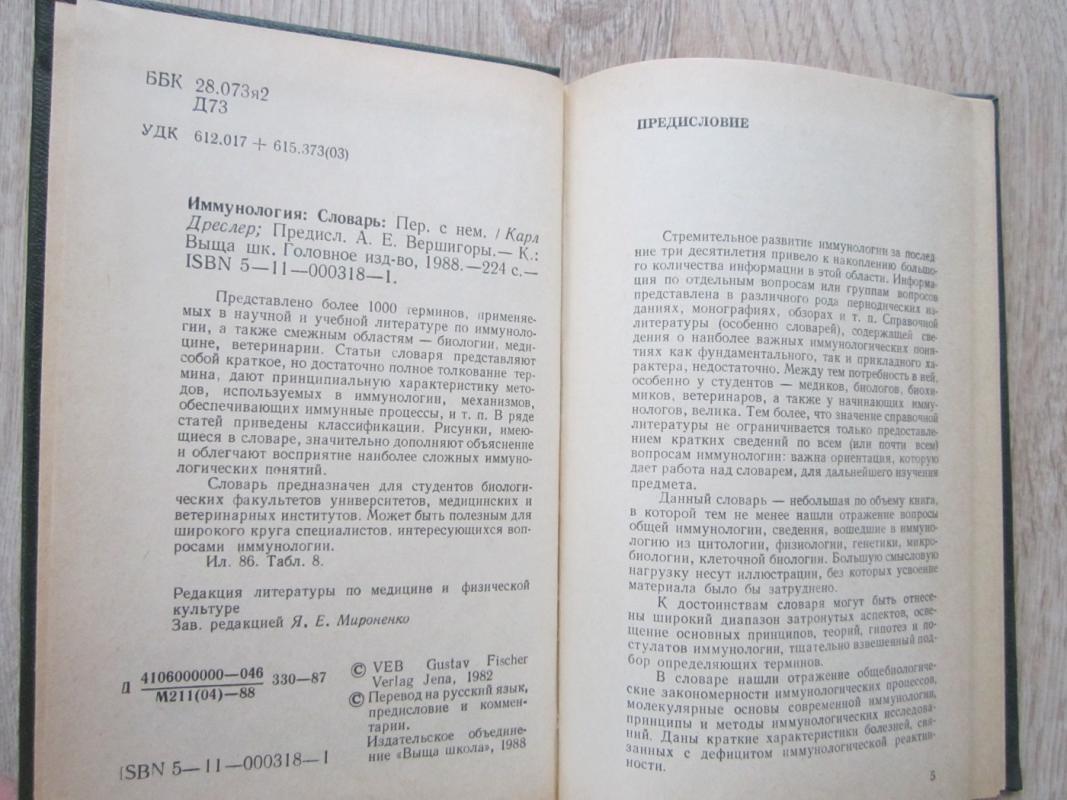 ББК 28.073я2
Д73
УДК 612.017 + 615.373(03)
Иммунология: Словарь: Пер. с нем. / Карл
Дреслер; Предисл. А. Е. Вершигоры.— К.:
Выща шк. Головное изд-во, 1988.—224 с.—
ISBN 5—11—000318—1.
Представлено более 1000 терминов, применяе-
мых в научной и учебной литературе по иммуноло-
гии, а также смежным областям — биологии, меди-
цине, ветеринарии. Статьи словаря представляют
собой краткое, но достаточно полное толкование тер-
мина, дают принципиальную характеристику мето-
дов, используемых в иммунологии, механизмов,
обеспечивающих иммунные процессы, и т. п. В ряде
статей приведены классификации. Рисунки, имею-
щиеся в словаре, значительно дополняют объяснение
и облегчают восприятие наиболее сложных иммуно-
логических понятий.
Словарь предназначен для студентов биологи-
ческих факультетов университетов, медицинских и
ветеринарных институтов. Может быть полезным для
широкого круга специалистов, интересующихся воп-
росами иммунологии.
Ил. 86. Табл. 8.
Редакция литературы по медицине и физической
культуре
Зав. редакцией Я. Е. Мироненко
Д 4106000000—046 330—87
М211(04)—88
© VEB Gustav Fischer
Verlag Jena, 1982
© Перевод на русский язык,
предисловие и коммен-
тарии.
Издательское объедине-
ние «Выща школа», 1988
ISBN 5—11—000318—1
ПРЕДИСЛОВИЕ
Стремительное развитие иммунологии за послед-
ние три десятилетия привело к накоплению большо-
го количества информации в этой области. Информа-
ция по отдельным вопросам или группам вопросов
представлена в различного рода периодических из-
даниях, монографиях, обзорах и т. п. Справочной
литературы (особенно словарей), содержащей све-
дения о наиболее важных иммунологических поня-
тиях как фундаментального, так и прикладного ха-
рактера, недостаточно. Между тем потребность в ней,
особенно у студентов — медиков, биологов, биохи-
миков, ветеринаров, а также у начинающих имму-
нологов, велика. Тем более, что значение справочной
литературы не ограничивается только предоставле-
нием кратких сведений по всем (или почти всем)
вопросам иммунологии: важна ориентация, которую
дает работа над словарем, для дальнейшего изучения
предмета.
Данный словарь — небольшая по объему книга,
в которой тем не менее нашли отражение вопросы
общей иммунологии, сведения, вошедшие в иммуно-
логию из цитологии, физиологии, генетики, микро-
биологии, клеточной биологии. Большую смысловую
нагрузку несут иллюстрации, без которых усвоение
материала было бы затруднено.
К достоинствам словаря могут быть отнесе-
ны широкий диапазон затронутых аспектов, осве-
щение основных принципов, теорий, гипотез и по-
стулатов иммунологии, тщательно взвешенный под-
бор определяющих терминов.
В словаре нашли отражение общебиологиче-
ские закономерности иммунологических процессов,
молекулярные основы современной иммунологии,
принципы и методы иммунологических исследова-
ний. Даны краткие характеристики болезней, свя-
занных с дефицитом иммунологической реактив-
ности.
5